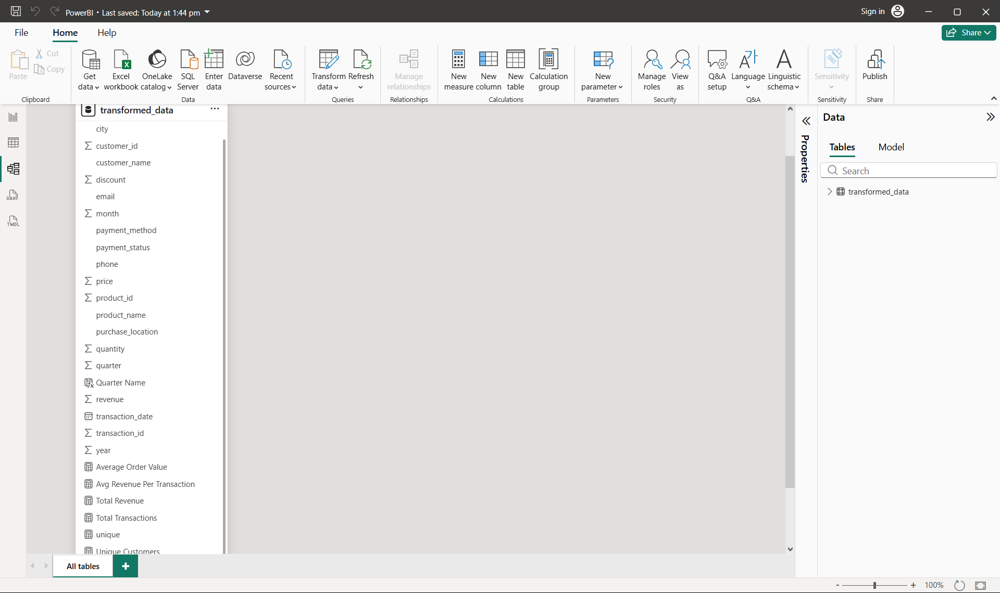 PowerBI • Last saved: Today at 1:44 pm
Sign in
File
Home
Help
Share
Paste
Cut
Copy
Clipboard
Get data
Excel workbook
OneLake catalog
SQL Server
Enter data
Dataverse
Recent sources
Data
Transform data
Refresh
Queries
Manage relationships
Relationships
New measure
New column
New table
Calculation group
Calculations
New parameter
Parameters
Manage roles
View as
Security
Q&A setup
Language
Linguistic schema
Q&A
Sensitivity
Sensitivity
Publish
Share
DAX
TMDL
transformed_data
city
customer_id
customer_name
discount
email
month
payment_method
payment_status
phone
price
product_id
product_name
purchase_location
quantity
quarter
Quarter Name
revenue
transaction_date
transaction_id
year
Average Order Value
Avg Revenue Per Transaction
Total Revenue
Total Transactions
unique
Unique Customers
Properties
Data
Tables
Model
Search
transformed_data
All tables
+
- + 100%